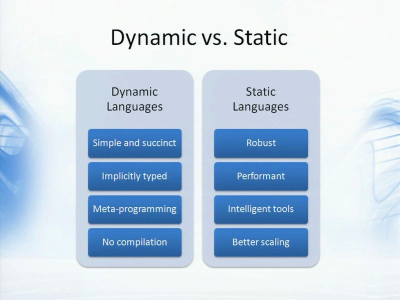 Dynamic vs. Static
Dynamic
Languages
Simple and succinct
Implicitly typed
Meta-programming
No compilation
Static
Languages
Robust
Performant
Intelligent tools
Better scaling